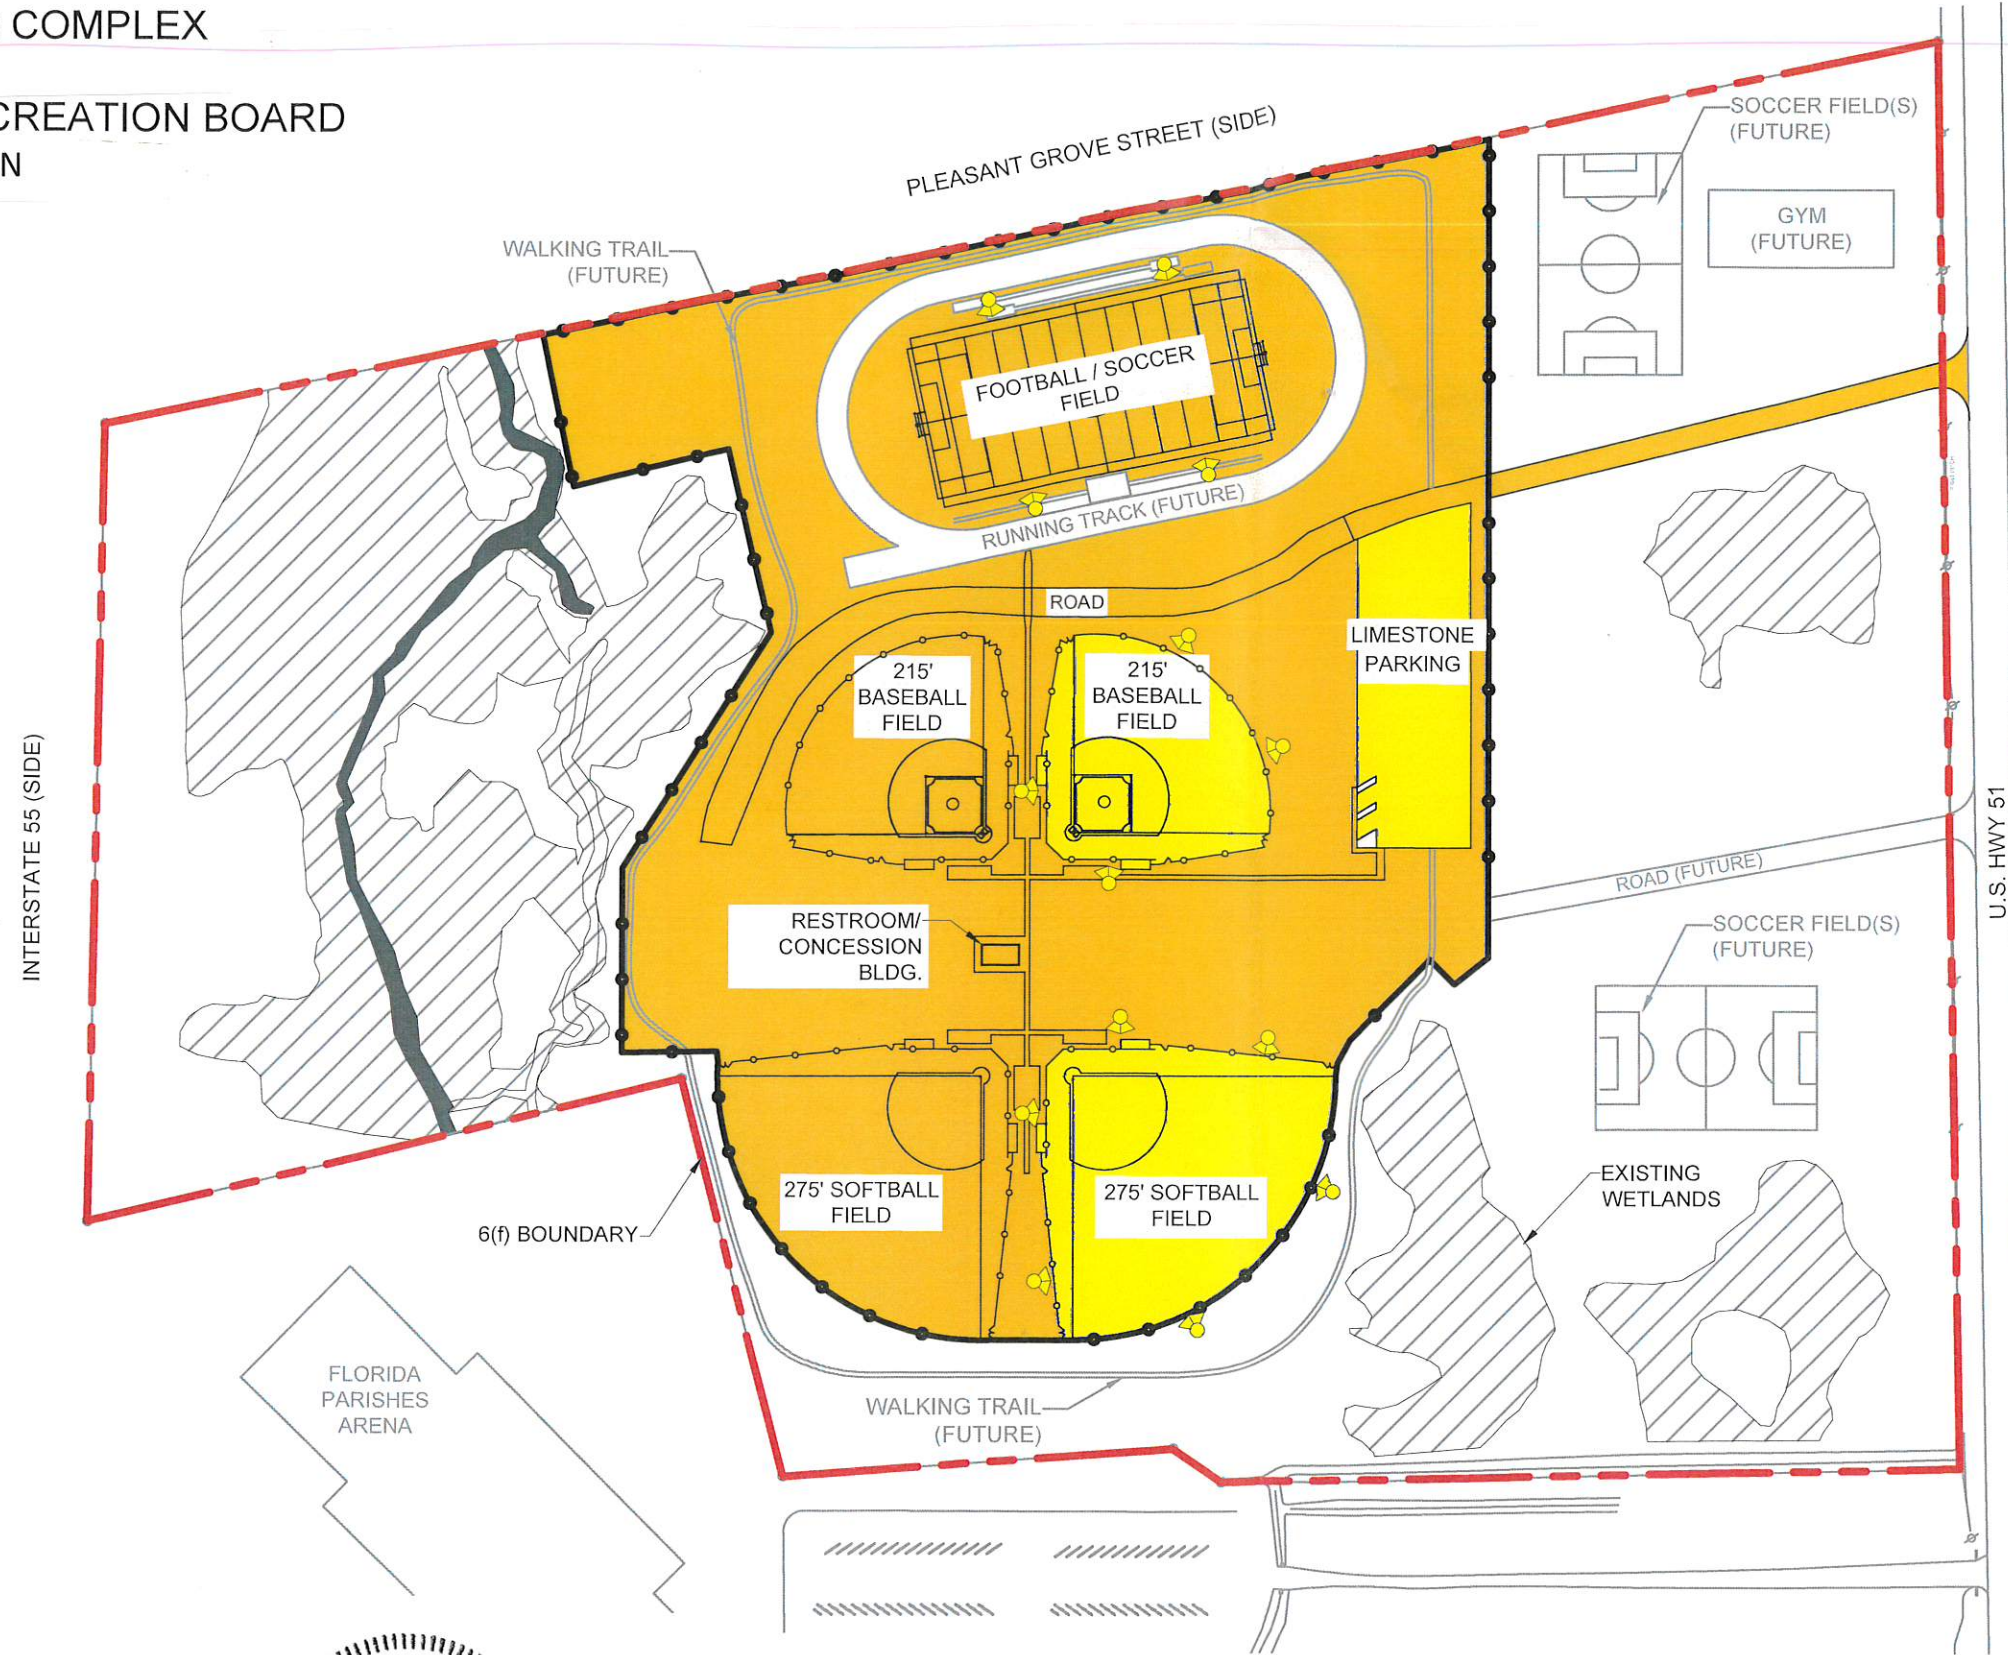 COMPLEX
CREATION BOARD
N
PLEASANT GROVE STREET (SIDE)
SOCCER FIELD(S)
(FUTURE)
GYM
(FUTURE)
WALKING TRAIL
(FUTURE)
FOOTBALL / SOCCER
FIELD
RUNNING TRACK (FUTURE)
ROAD
LIMESTONE
PARKING
215'
BASEBALL
FIELD
215'
BASEBALL
FIELD
INTERSTATE 55 (SIDE)
U.S. HWY 51
ROAD (FUTURE)
RESTROOM/
CONCESSION
BLDG.
SOCCER FIELD(S)
(FUTURE)
275' SOFTBALL
FIELD
275' SOFTBALL
FIELD
EXISTING
WETLANDS
6(f) BOUNDARY
FLORIDA
PARISHES
ARENA
WALKING TRAIL
(FUTURE)